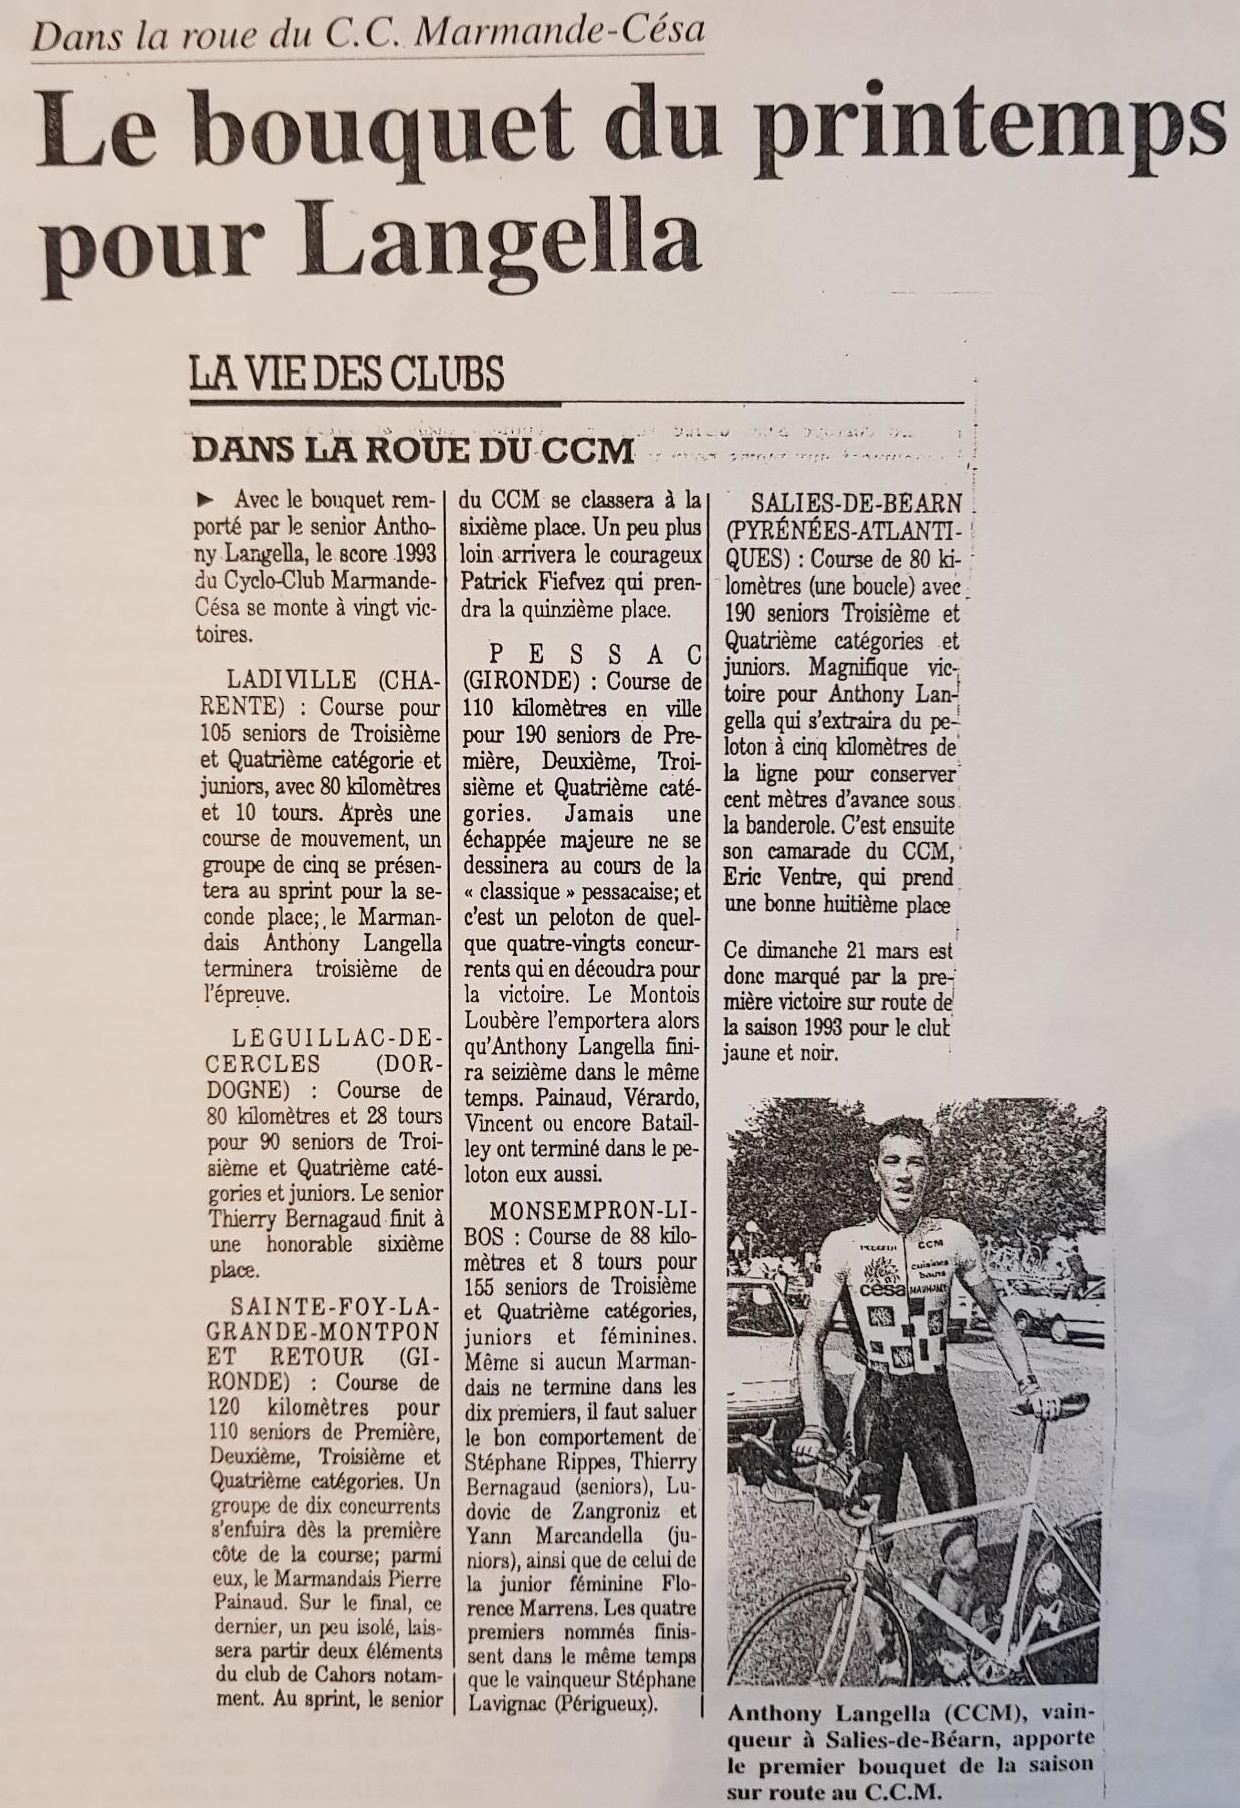 Dans la roue du C.C. Marmande-Césa
Le bouquet du printemps
pour Langella
LA VIE DES CLUBS
DANS LA ROUE DU CCM
► Avec le bouquet rem-
porté par le senior Antho-
ny Langella, le score 1993
du Cyclo-Club Marmande-
Césa se monte à vingt vic-
toires.
LADIVILLE (CHA-
RENTE) : Course pour
105 seniors de Troisième
et Quatrième catégorie et
juniors, avec 80 kilomètres
et 10 tours. Après une
course de mouvement, un
groupe de cinq se présen-
tera au sprint pour la se-
conde place; le Marman-
dais Anthony Langella
terminera troisième de
l'épreuve.
LEGUILLAC-DE-
CERCLES (DOR-
DOGNE) : Course de
80 kilomètres et 28 tours
pour 90 seniors de Troi-
sième et Quatrième caté-
gories et juniors. Le senior
Thierry Bernagaud finit à
une honorable sixième
place.
SAINTE-FOY-LA-
GRANDE-MONTPON
ET RETOUR (GI-
RONDE) : Course de
120 kilomètres pour
110 seniors de Première,
Deuxième, Troisième et
Quatrième catégories. Un
groupe de dix concurrents
s'enfuira dès la première
côte de la course; parmi
eux, le Marmandais Pierre
Painaud. Sur le final, ce
dernier, un peu isolé, lais-
sera partir deux éléments
du club de Cahors notam-
ment. Au sprint, le senior
du CCM se classera à la
sixième place. Un peu plus
loin arrivera le courageux
Patrick Fiefvez qui pren-
dra la quinzième place.
PESSAC
(GIRONDE) : Course de
110 kilomètres en ville
pour 190 seniors de Pre-
mière, Deuxième, Troi-
sième et Quatrième caté-
gories. Jamais une
échappée majeure ne se
dessinera au cours de la
« classique » pessacaise; et
c'est un peloton de quel-
que quatre-vingts concur-
rents qui en découdra pour
la victoire. Le Montois
Loubère l'emportera alors
qu'Anthony Langella fini-
ra seizième dans le même
temps. Painaud, Vérardo,
Vincent ou encore Batail-
ley ont terminé dans le pe-
loton eux aussi.
MONSEMPRON-LI-
BOS : Course de 88 kilo-
mètres et 8 tours pour
155 seniors de Troisième
et Quatrième catégories,
juniors et féminines.
Même si aucun Marman-
dais ne termine dans les
dix premiers, il faut saluer
le bon comportement de
Stéphane Rippes, Thierry
Bernagaud (seniors), Lu-
dovic de Zangroniz et
Yann Marcandella (ju-
niors), ainsi que de celui de
la junior féminine Flo-
rence Marrens. Les quatre
premiers nommés finis-
sent dans le même temps
que le vainqueur Stéphane
Lavignac (Périgueux).
SALIES-DE-BEARN
(PYRÉNÉES-ATLANTI-
QUES) : Course de 80 ki-
lomètres (une boucle) avec
190 seniors Troisième et
Quatrième catégories et
juniors. Magnifique vic-
toire pour Anthony Lan-
gella qui s'extraira du pe-
loton à cinq kilomètres de
la ligne pour conserver
cent mètres d'avance sous
la banderole. C'est ensuite
son camarade du CCM,
Eric Ventre, qui prend
une bonne huitième place
Ce dimanche 21 mars est
donc marqué par la pre-
mière victoire sur route de
la saison 1993 pour le club
jaune et noir.
CCM
cuisines
bains
césa
Anthony Langella (CCM), vain-
queur à Salies-de-Béarn, apporte
le premier bouquet de la saison
sur route au C.C.M.